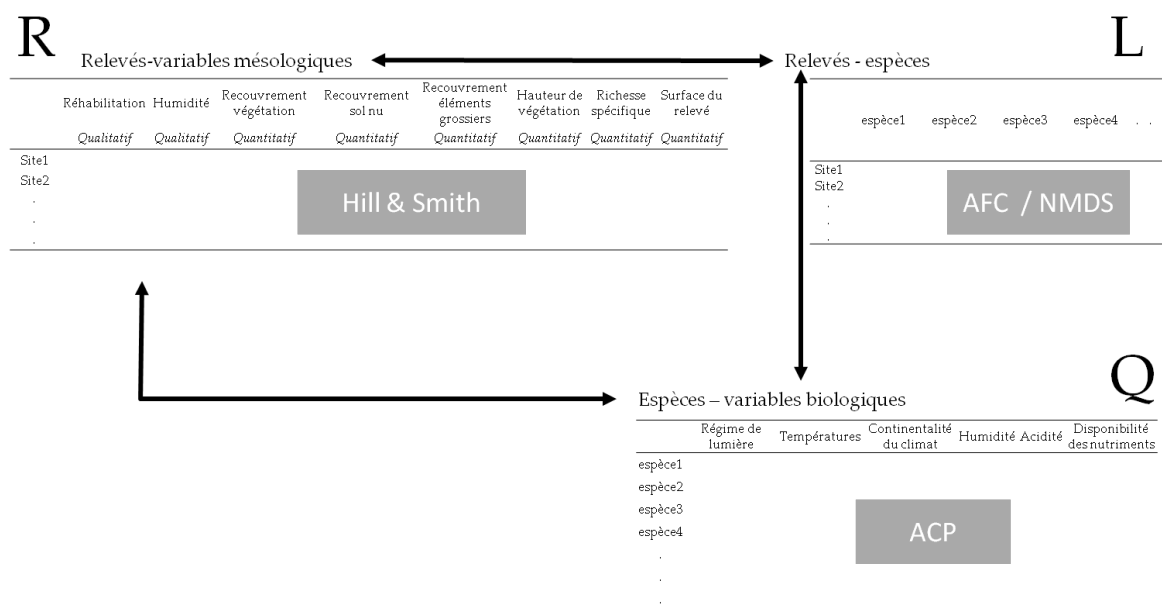 R
Relevés-variables mésologiques
Réhabilitation Humidité Recouvrement végétation Recouvrement sol nu Recouvrement éléments grossiers Hauteur de végétation Richesse spécifique Surface du relevé
Qualitatif Qualitatif Quantitatif Quantitatif Quantitatif Quantitatif Quantitatif Quantitatif
Site1
Site2
.
.
.
Hill & Smith
L
Relevés - espèces
espèce1 espèce2 espèce3 espèce4 . .
Site1
Site2
.
.
.
AFC / NMDS
Q
Espèces – variables biologiques
Régime de lumière Températures Continentalité du climat Humidité Acidité Disponibilité des nutriments
espèce1
espèce2
espèce3
espèce4
.
.
.
ACP